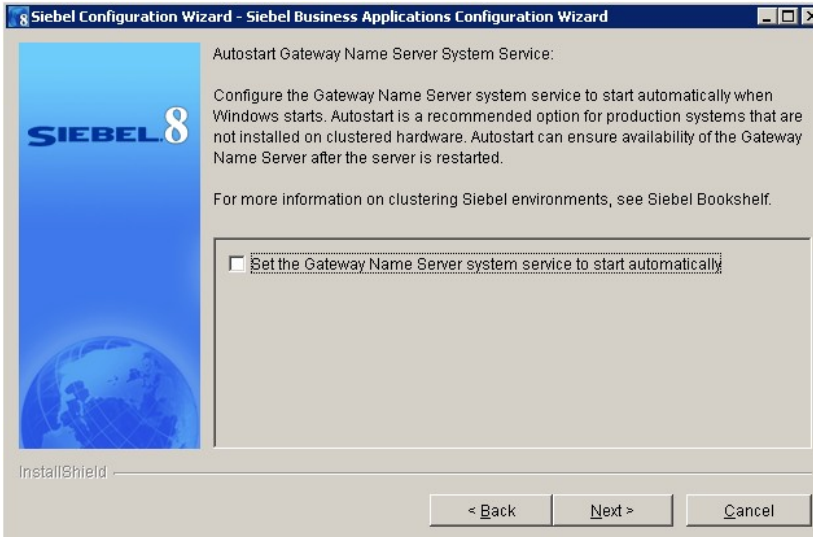 Siebel Configuration Wizard - Siebel Business Applications Configuration Wizard
SIEBEL.8
Autostart Gateway Name Server System Service:
Configure the Gateway Name Server system service to start automatically when
Windows starts. Autostart is a recommended option for production systems that are
not installed on clustered hardware. Autostart can ensure availability of the Gateway
Name Server after the server is restarted.
For more information on clustering Siebel environments, see Siebel Bookshelf.
Set the Gateway Name Server system service to start automatically
InstallShield
< Back
Next >
Cancel